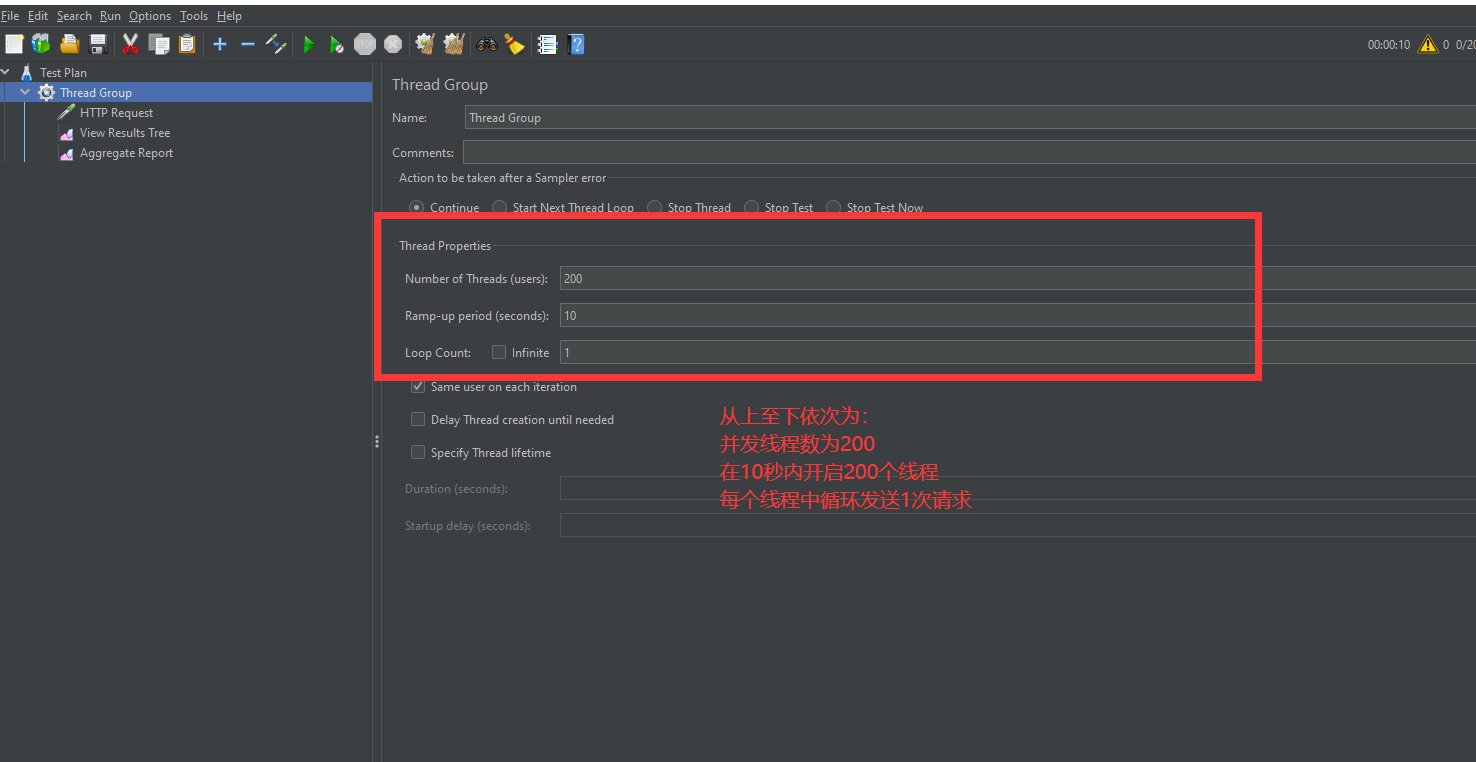 File Edit Search Run Options Tools Help
STOP
?
00:00:10 0 0/20
Test Plan
Thread Group
HTTP Request
View Results Tree
Aggregate Report
Thread Group
Name: Thread Group
Comments:
Action to be taken after a Sampler error
Continue Start Next Thread Loop Stop Thread Stop Test Stop Test Now
Thread Properties
Number of Threads (users): 200
Ramp-up period (seconds): 10
Loop Count: Infinite 1
Same user on each iteration
Delay Thread creation until needed
Specify Thread lifetime
Duration (seconds):
Startup delay (seconds):
从上至下依次为：
并发线程数为200
在10秒内开启200个线程
每个线程中循环发送1次请求